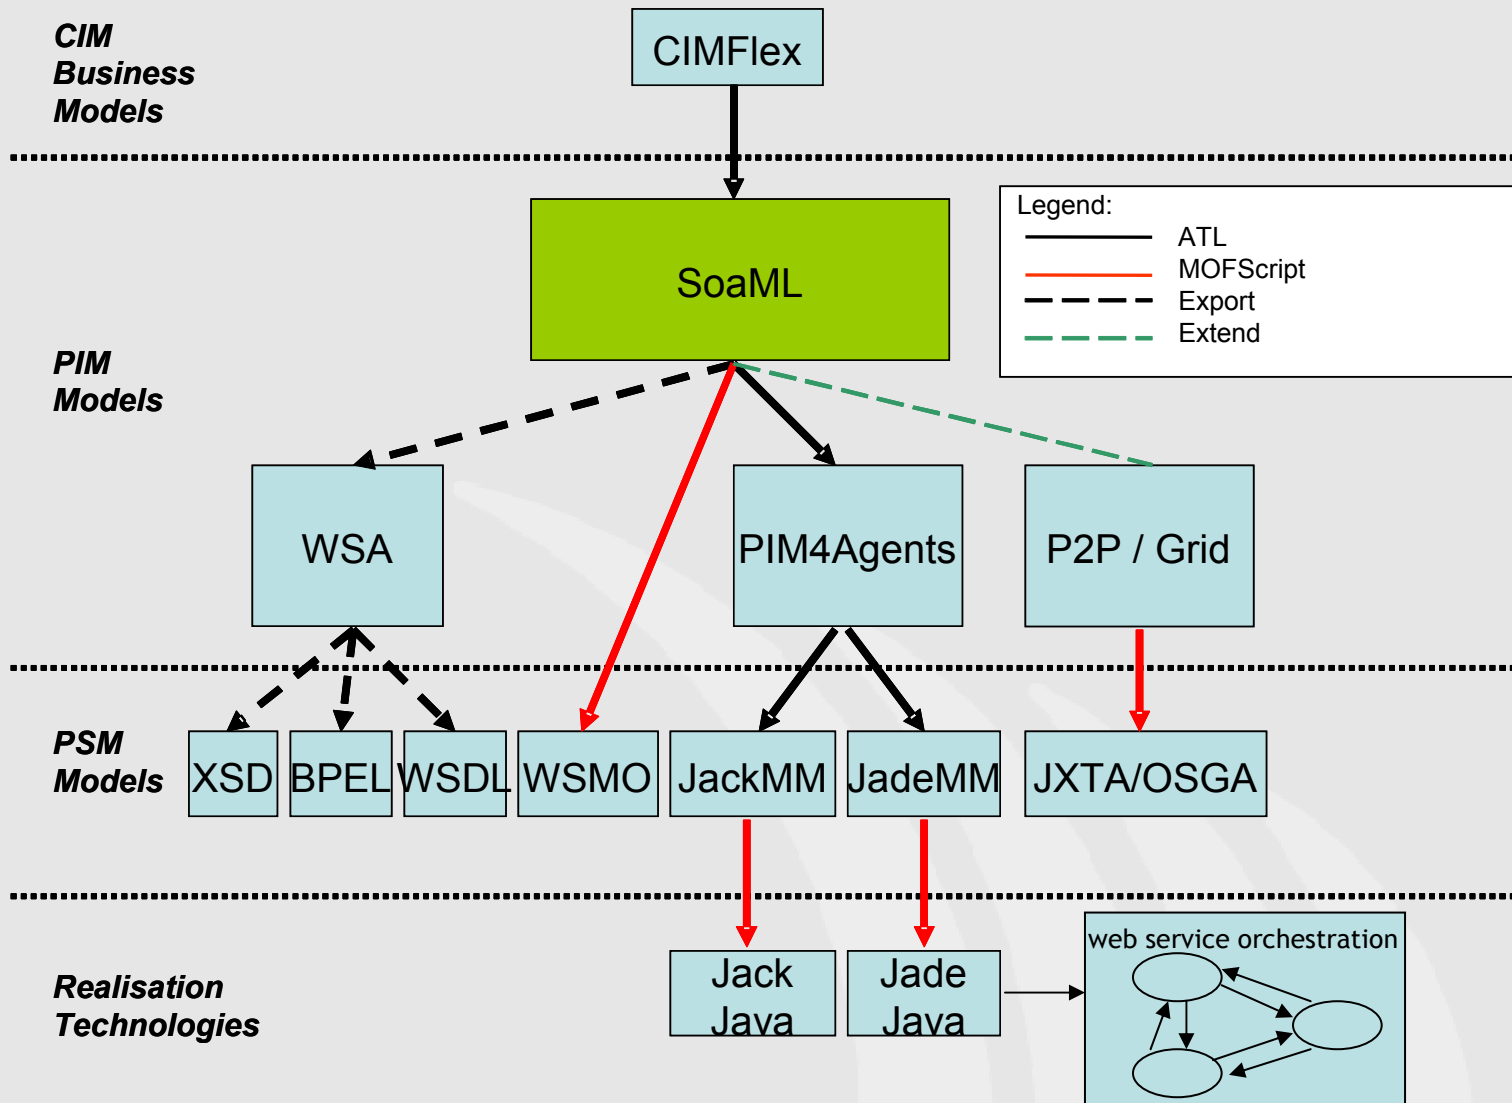 CIM
Business
Models
CIMFlex
Legend:
ATL
MOFScript
Export
Extend
SoaML
PIM
Models
WSA
PIM4Agents
P2P / Grid
PSM
Models
XSD
BPEL
WSDL
WSMO
JackMM
JadeMM
JXTA/OSGA
Realisation
Technologies
Jack
Java
Jade
Java
web service orchestration